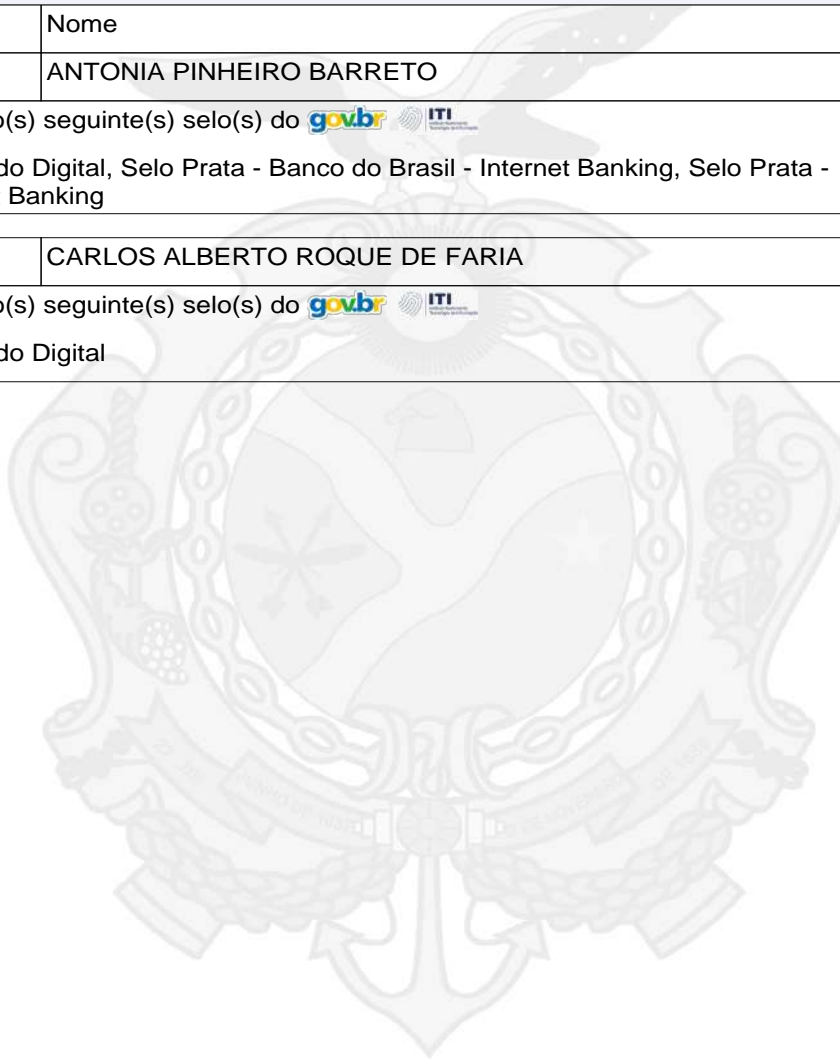 Nome
ANTONIA PINHEIRO BARRETO
o(s) seguinte(s) selo(s) do gov.br ITI
do Digital, Selo Prata - Banco do Brasil - Internet Banking, Selo Prata -
Banking
CARLOS ALBERTO ROQUE DE FARIA
o(s) seguinte(s) selo(s) do gov.br ITI
do Digital